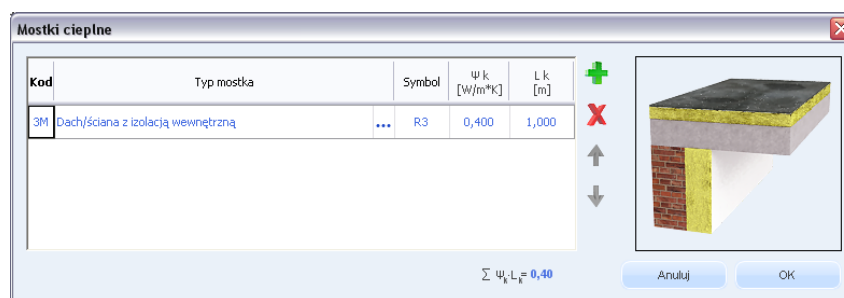 Mostki cieplne
Kod Typ mostka Symbol Ψ k [W/m*K] L k [m]
3M Dach/ściana z izolacją wewnętrzną ... R3 0,400 1,000
∑ Ψk·Lk= 0,40
Anuluj OK